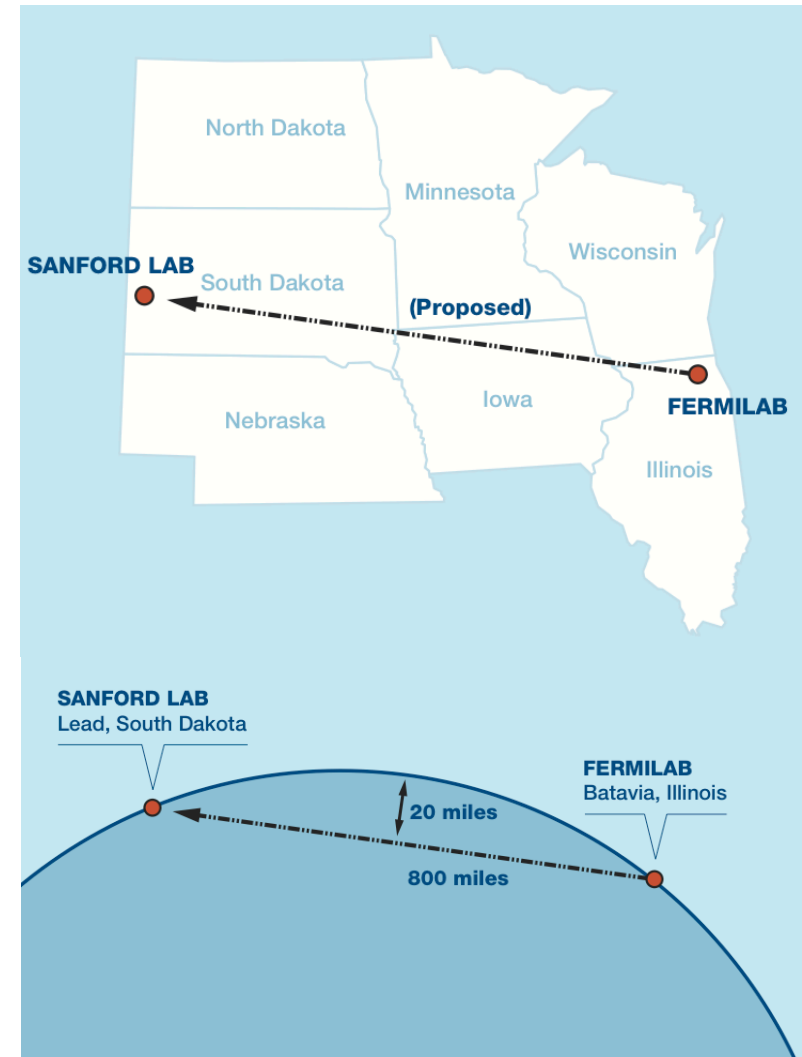 North Dakota
Minnesota
Wisconsin
SANFORD LAB
South Dakota
(Proposed)
Iowa
FERMILAB
Nebraska
Illinois
SANFORD LAB
Lead, South Dakota
FERMILAB
Batavia, Illinois
20 miles
800 miles